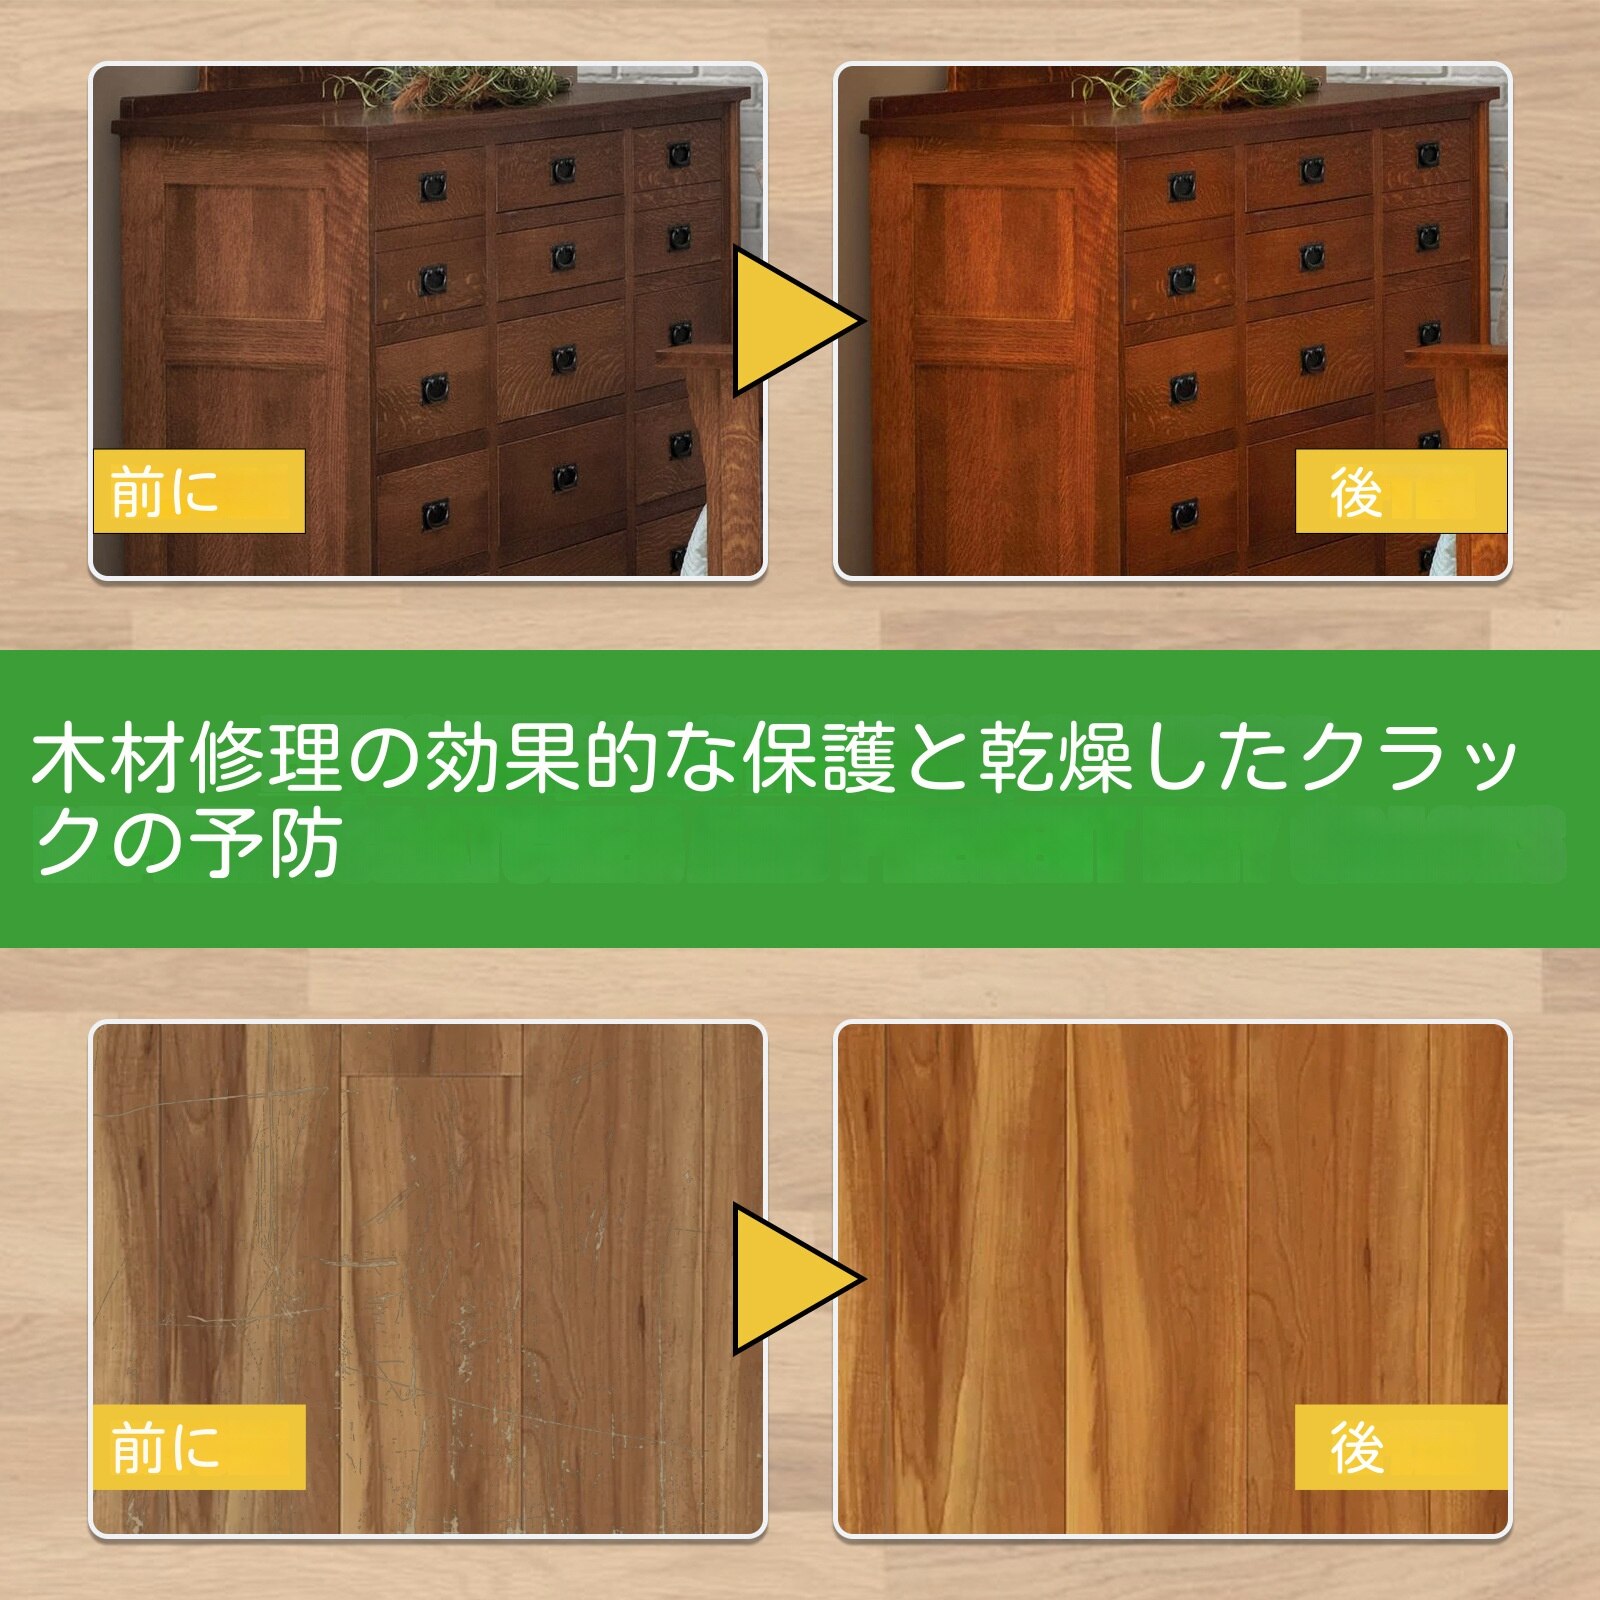 前に
後
木材修理の効果的な保護と乾燥したクラッ
クの予防
前に
後